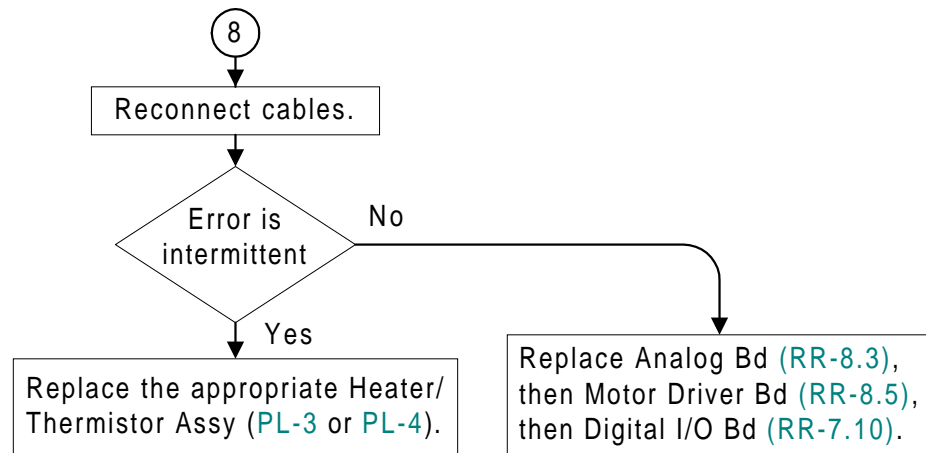 8
Reconnect cables.
Error is
intermittent
No
Yes
Replace the appropriate Heater/
Thermistor Assy (PL-3 or PL-4).
Replace Analog Bd (RR-8.3),
then Motor Driver Bd (RR-8.5),
then Digital I/O Bd (RR-7.10).